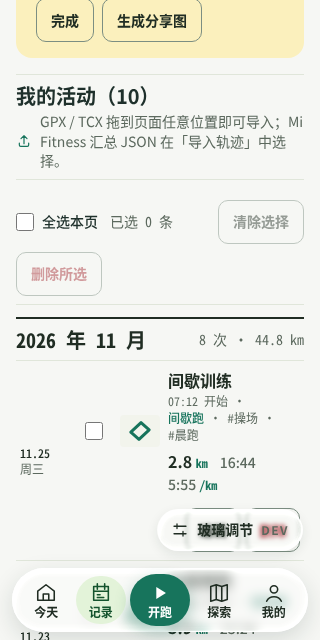 完成
生成分享图
我的活动（10）
GPX / TCX 拖到页面任意位置即可导入；Mi
Fitness 汇总 JSON 在「导入轨迹」中选
择。
全选本页 已选 0 条
清除选择
删除所选
2026 年 11 月
8 次 · 44.8 km
间歇训练
07:12 开始 ·
间歇跑 · #操场 ·
#晨跑
11.25
周三
2.8 km 16:44
5:55 /km
玻璃调节 DEV
今天
记录
开跑
探索
我的
11.23